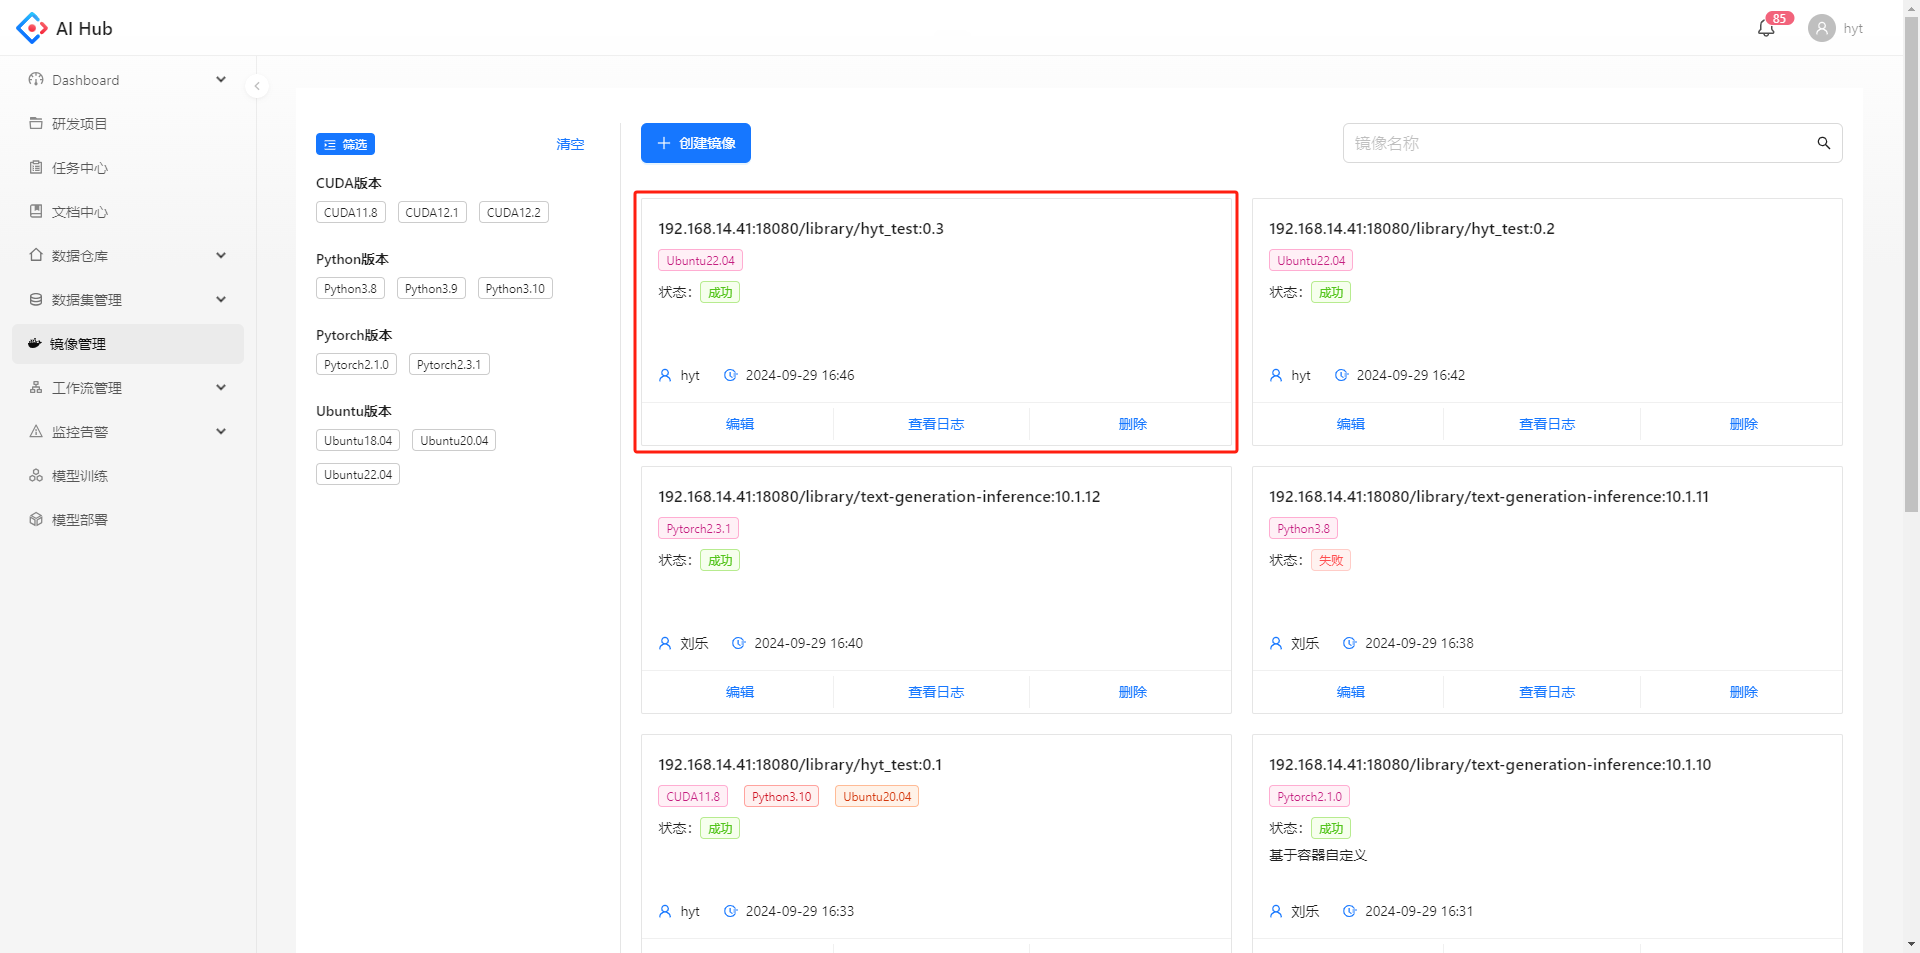 AI Hub
85
hyt
Dashboard
研发项目
任务中心
文档中心
数据仓库
数据集管理
镜像管理
工作流管理
监控告警
模型训练
模型部署
筛选 清空
CUDA版本
CUDA11.8 CUDA12.1 CUDA12.2
Python版本
Python3.8 Python3.9 Python3.10
Pytorch版本
Pytorch2.1.0 Pytorch2.3.1
Ubuntu版本
Ubuntu18.04 Ubuntu20.04
Ubuntu22.04
创建镜像
镜像名称
192.168.14.41:18080/library/hyt_test:0.3
Ubuntu22.04
状态： 成功
hyt 2024-09-29 16:46
编辑 查看日志 删除
192.168.14.41:18080/library/hyt_test:0.2
Ubuntu22.04
状态： 成功
hyt 2024-09-29 16:42
编辑 查看日志 删除
192.168.14.41:18080/library/text-generation-inference:10.1.12
Pytorch2.3.1
状态： 成功
刘乐 2024-09-29 16:40
编辑 查看日志 删除
192.168.14.41:18080/library/text-generation-inference:10.1.11
Python3.8
状态： 失败
刘乐 2024-09-29 16:38
编辑 查看日志 删除
192.168.14.41:18080/library/hyt_test:0.1
CUDA11.8 Python3.10 Ubuntu20.04
状态： 成功
hyt 2024-09-29 16:33
192.168.14.41:18080/library/text-generation-inference:10.1.10
Pytorch2.1.0
状态： 成功
基于容器自定义
刘乐 2024-09-29 16:31